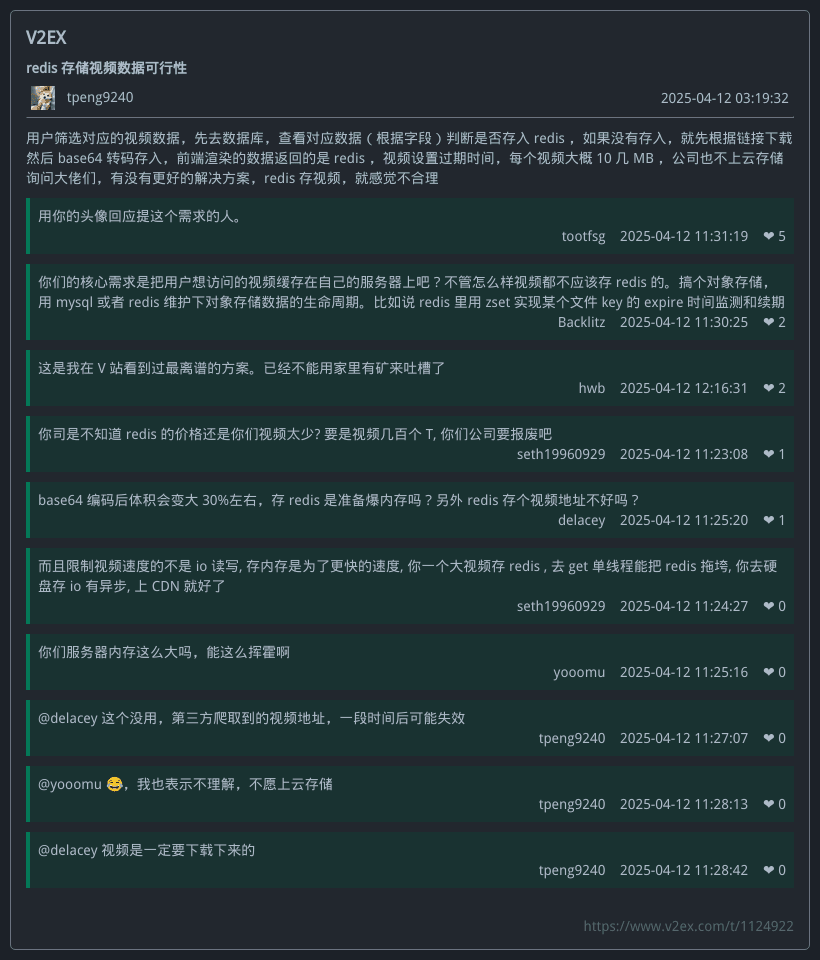 V2EX
redis 存储视频数据可行性
tpeng9240
2025-04-12 03:19:32
用户筛选对应的视频数据，先去数据库，查看对应数据（根据字段）判断是否存入 redis ，如果没有存入，就先根据链接下载
然后 base64 转码存入，前端渲染的数据返回的是 redis ，视频设置过期时间，每个视频大概 10 几 MB ，公司也不上云存储
询问大佬们，有没有更好的解决方案，redis 存视频，就感觉不合理
用你的头像回应提这个需求的人。
tootfsg 2025-04-12 11:31:19 ❤ 5
你们的核心需求是把用户想访问的视频缓存在自己的服务器上吧？不管怎么样视频都不应该存 redis 的。搞个对象存储，
用 mysql 或者 redis 维护下对象存储数据的生命周期。比如说 redis 里用 zset 实现某个文件 key 的 expire 时间监测和续期
Backlitz 2025-04-12 11:30:25 ❤ 2
这是我在 V 站看到过最离谱的方案。已经不能用家里有矿来吐槽了
hwb 2025-04-12 12:16:31 ❤ 2
你司是不知道 redis 的价格还是你们视频太少? 要是视频几百个 T, 你们公司要报废吧
seth19960929 2025-04-12 11:23:08 ❤ 1
base64 编码后体积会变大 30%左右，存 redis 是准备爆内存吗？另外 redis 存个视频地址不好吗？
delacey 2025-04-12 11:25:20 ❤ 1
而且限制视频速度的不是 io 读写, 存内存是为了更快的速度, 你一个大视频存 redis , 去 get 单线程能把 redis 拖垮, 你去硬
盘存 io 有异步, 上 CDN 就好了
seth19960929 2025-04-12 11:24:27 ❤ 0
你们服务器内存这么大吗，能这么挥霍啊
yooomu 2025-04-12 11:25:16 ❤ 0
@delacey 这个没用，第三方爬取到的视频地址，一段时间后可能失效
tpeng9240 2025-04-12 11:27:07 ❤ 0
@yooomu 😂，我也表示不理解，不愿上云存储
tpeng9240 2025-04-12 11:28:13 ❤ 0
@delacey 视频是一定要下载下来的
tpeng9240 2025-04-12 11:28:42 ❤ 0
https://www.v2ex.com/t/1124922